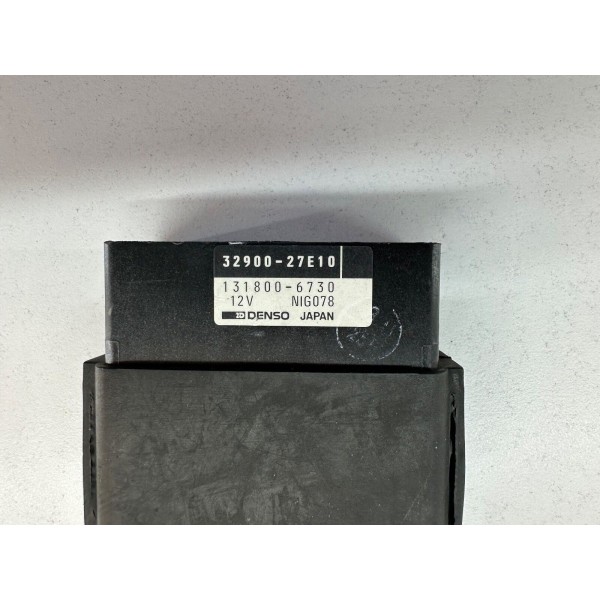 32900-27E10
131800-6730
12V NIG078
DENSO JAPAN